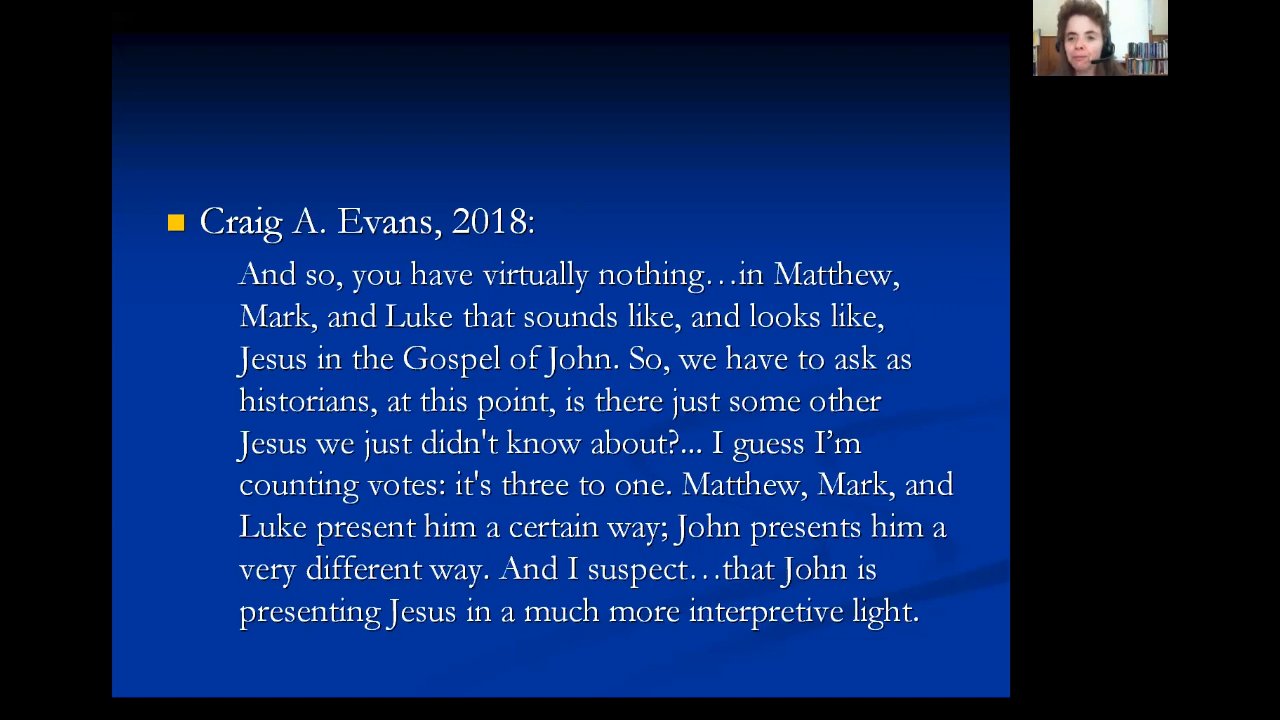 Craig A. Evans, 2018:
And so, you have virtually nothing…in Matthew,
Mark, and Luke that sounds like, and looks like,
Jesus in the Gospel of John. So, we have to ask as
historians, at this point, is there just some other
Jesus we just didn't know about?... I guess I’m
counting votes: it's three to one. Matthew, Mark, and
Luke present him a certain way; John presents him a
very different way. And I suspect…that John is
presenting Jesus in a much more interpretive light.